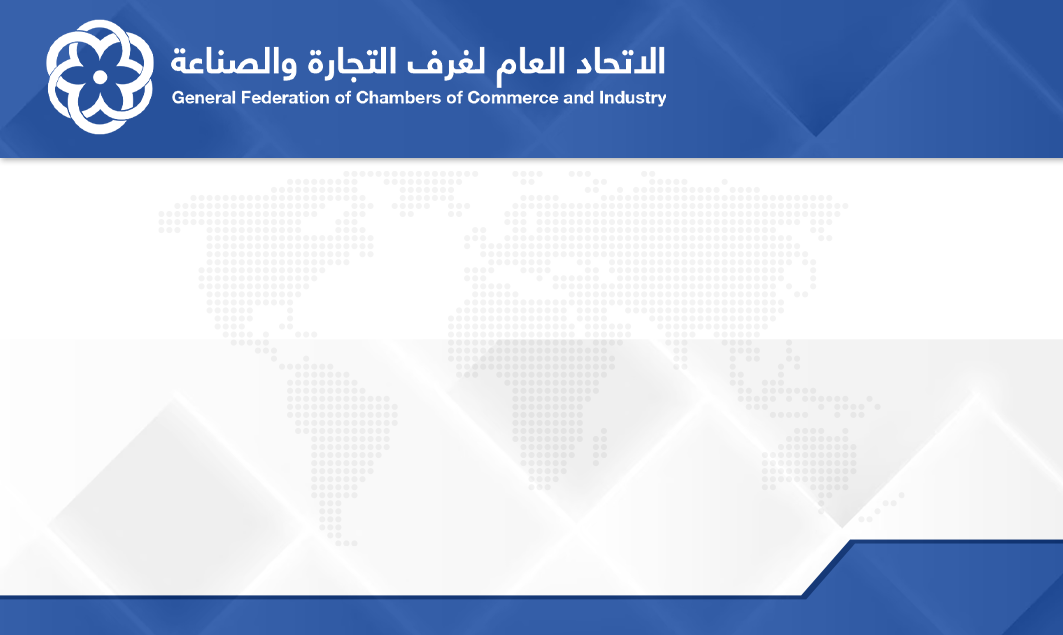 الاتحاد العام لغرف التجارة والصناعة
General Federation of Chambers of Commerce and Industry